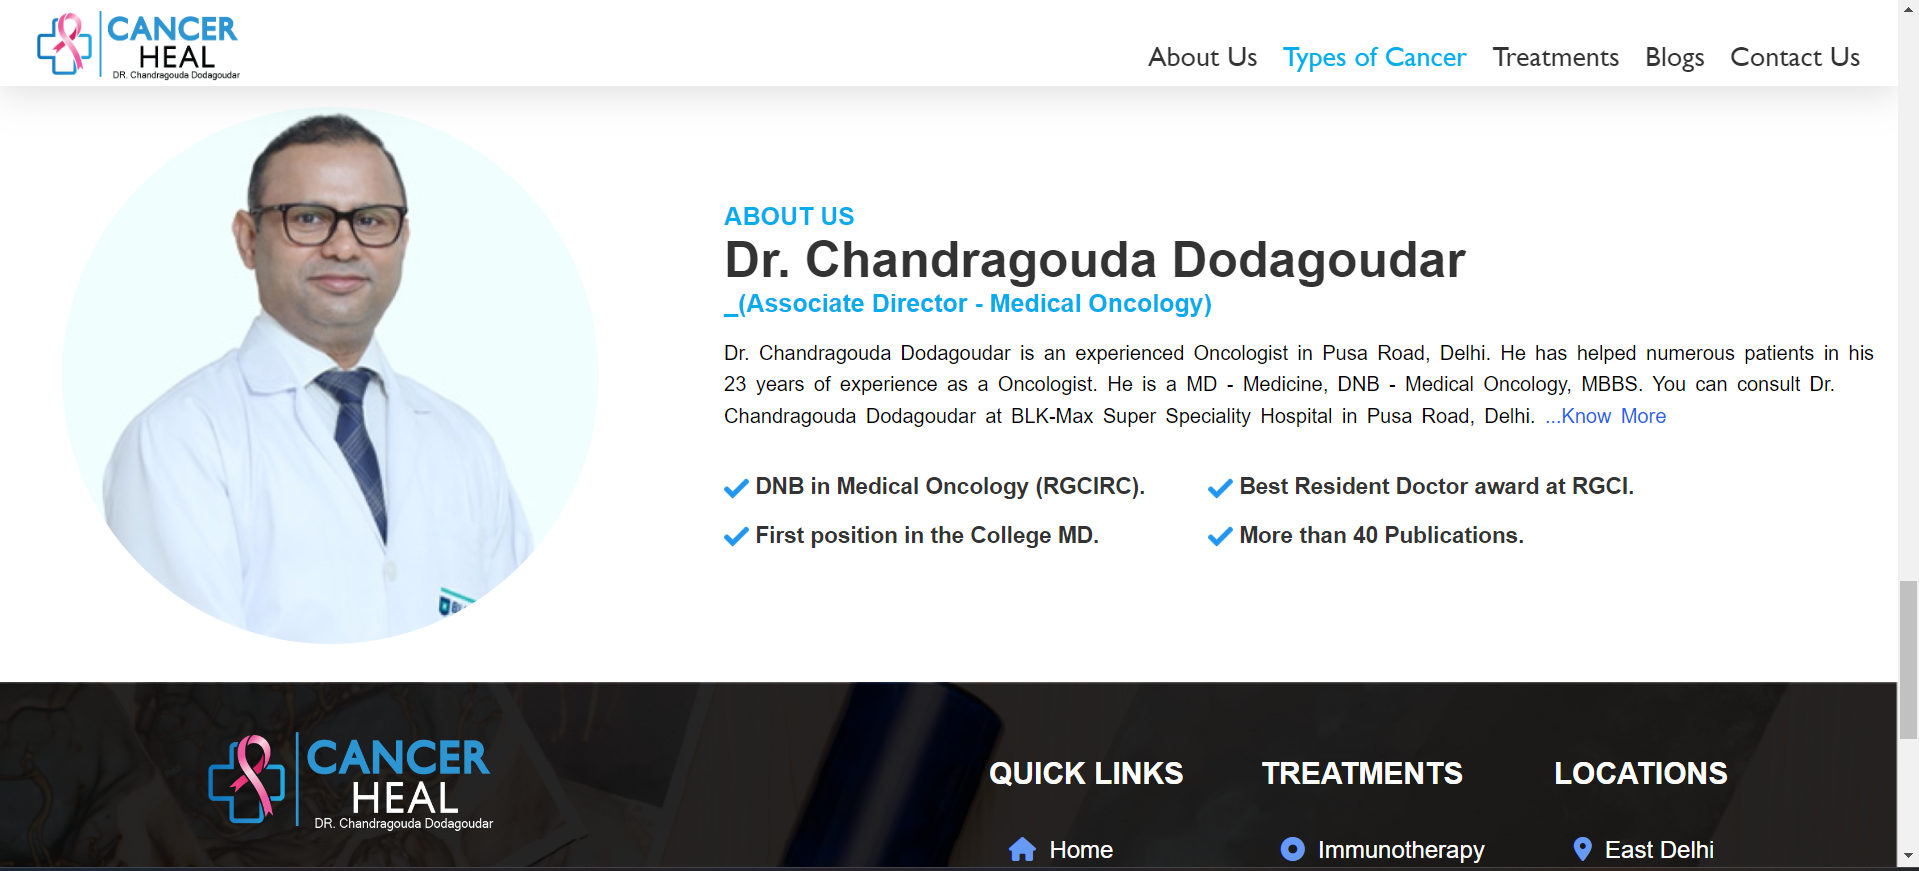 CANCER
HEAL
DR. Chandragouda Dodagoudar
About Us Types of Cancer Treatments Blogs Contact Us
ABOUT US
Dr. Chandragouda Dodagoudar
_(Associate Director - Medical Oncology)
Dr. Chandragouda Dodagoudar is an experienced Oncologist in Pusa Road, Delhi. He has helped numerous patients in his
23 years of experience as a Oncologist. He is a MD - Medicine, DNB - Medical Oncology, MBBS. You can consult Dr.
Chandragouda Dodagoudar at BLK-Max Super Speciality Hospital in Pusa Road, Delhi. ...Know More
DNB in Medical Oncology (RGCIRC). Best Resident Doctor award at RGCI.
First position in the College MD. More than 40 Publications.
CANCER
HEAL
DR. Chandragouda Dodagoudar
QUICK LINKS TREATMENTS LOCATIONS
Home Immunotherapy East Delhi